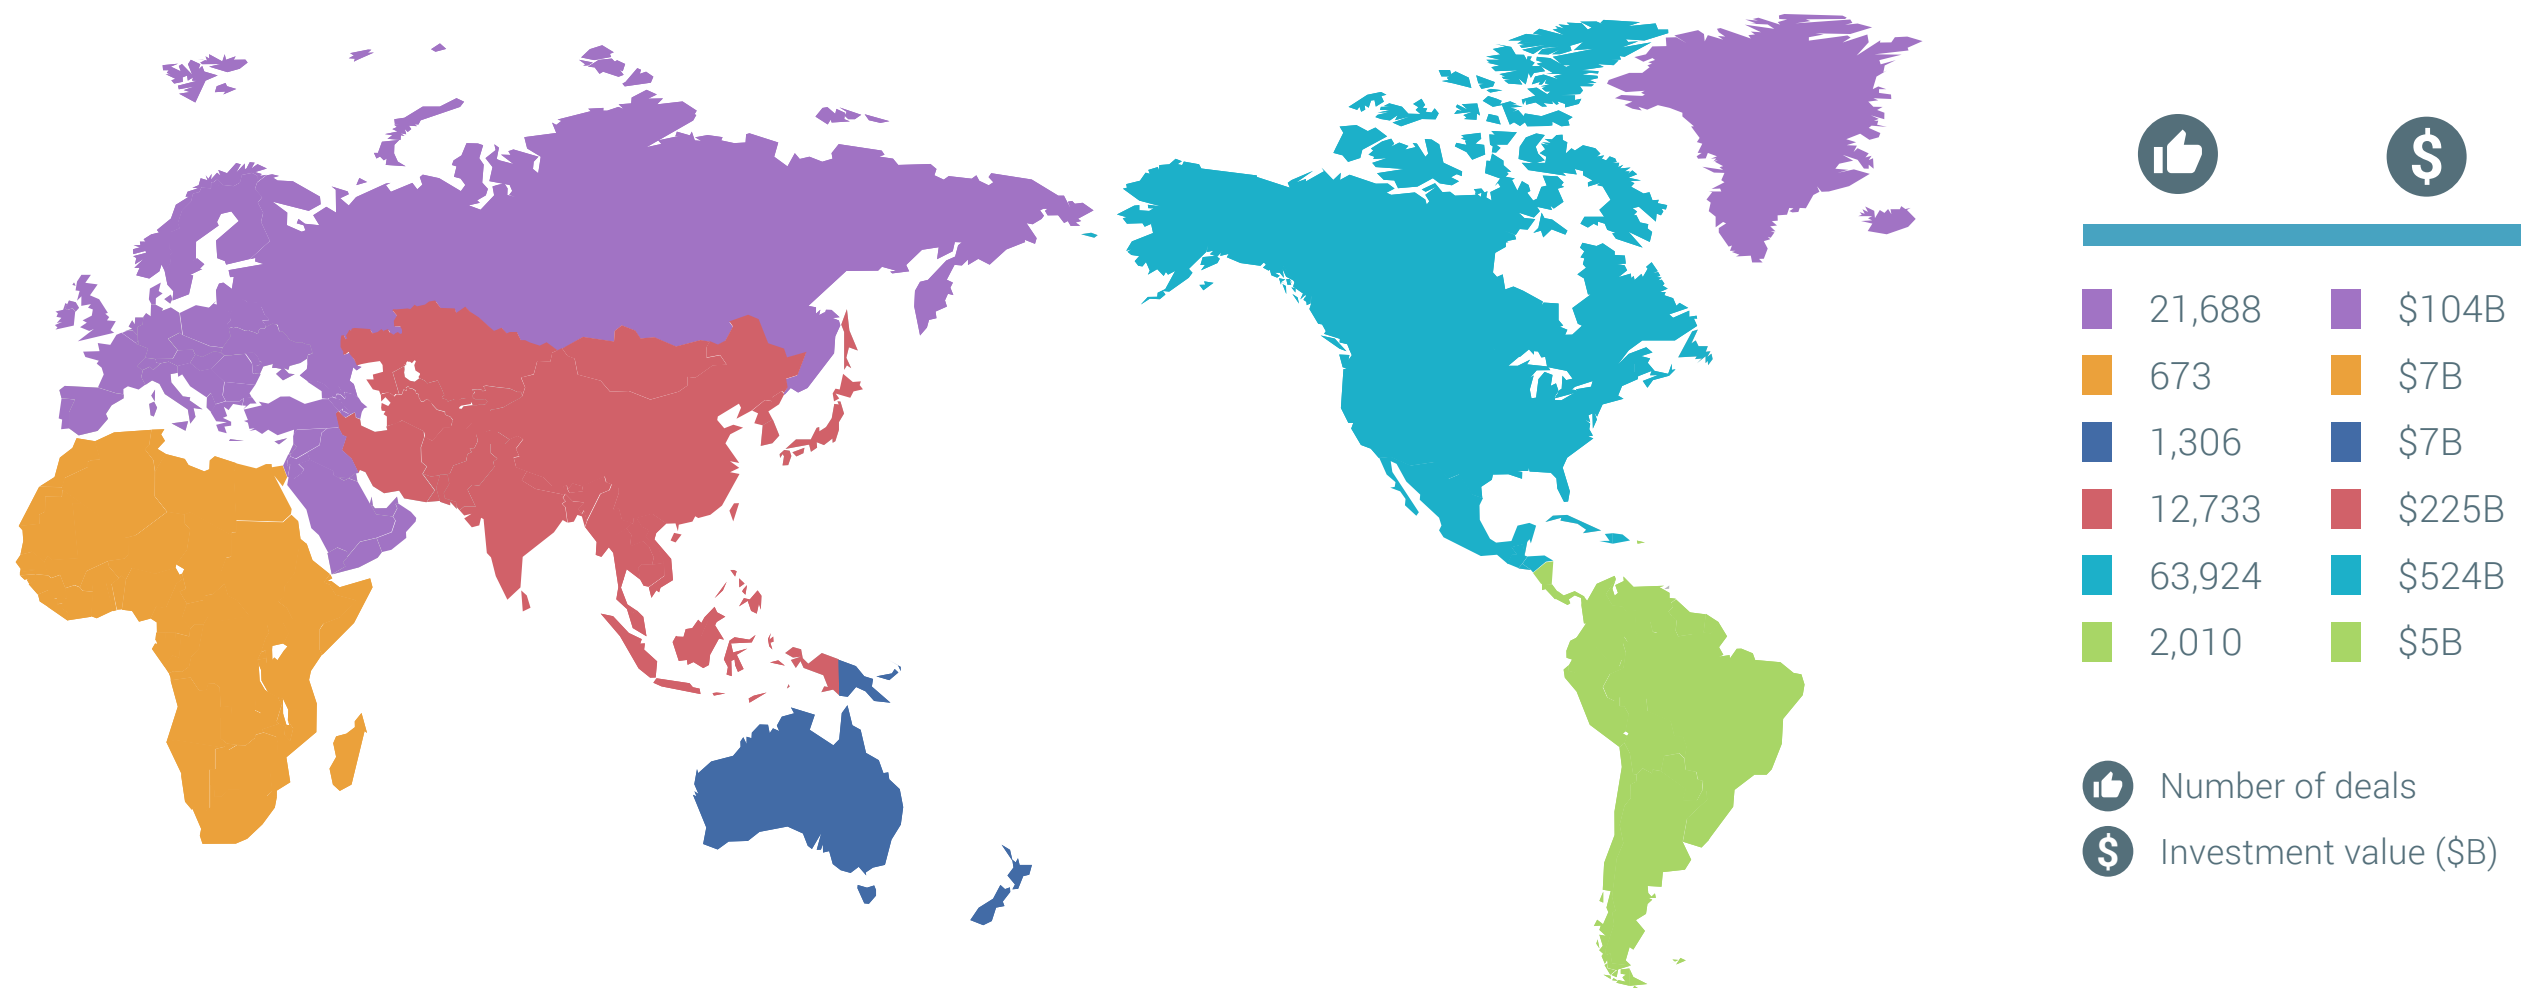 21,688 $104B
673 $7B
1,306 $7B
12,733 $225B
63,924 $524B
2,010 $5B
Number of deals
$ Investment value ($B)